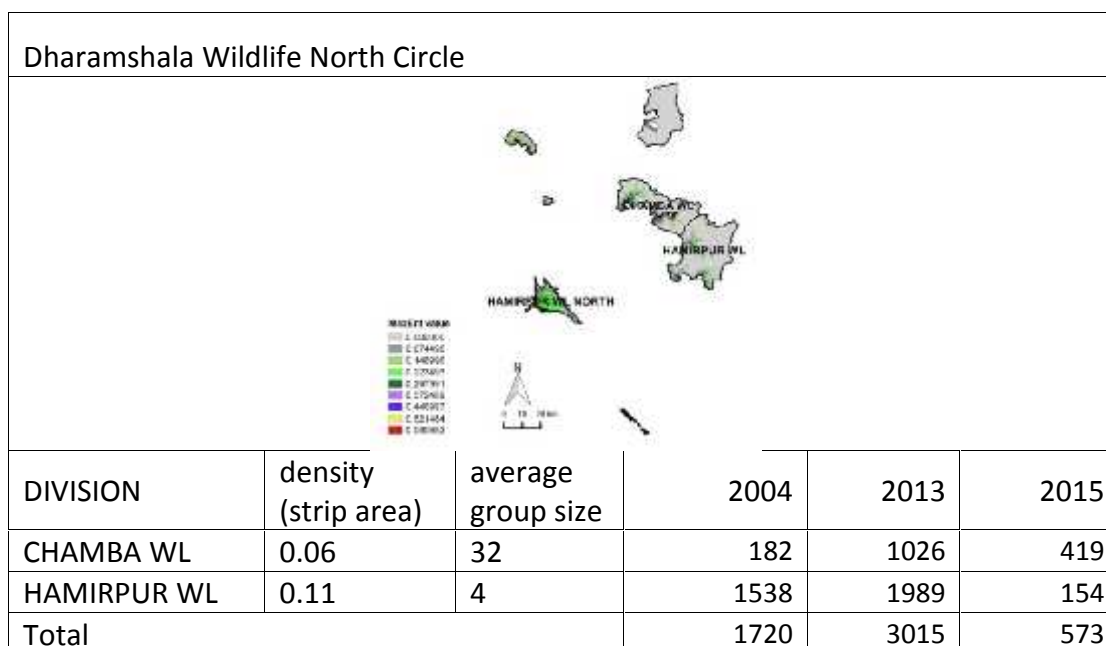 Dharamshala Wildlife North Circle
CHAMBA WL
HAMIRPUR WL
HAMIRPUR WL NORTH
N
DIVISION density (strip area) average group size 2004 2013 2015
CHAMBA WL 0.06 32 182 1026 419
HAMIRPUR WL 0.11 4 1538 1989 154
Total 1720 3015 573